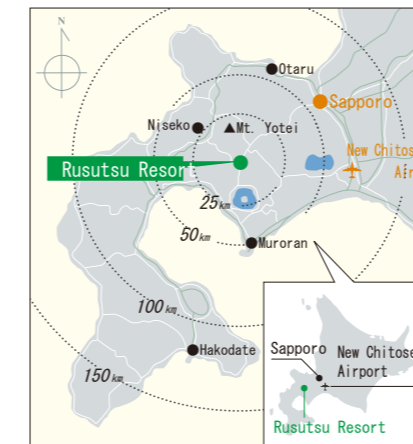 N
Otaru
Sapporo
Niseko
▲Mt. Yotei
New Chitose
Air
Rusutsu Resort
25km
50km
Muroran
100km
Hakodate
150km
Sapporo
New Chitose
Airport
Rusutsu Resort